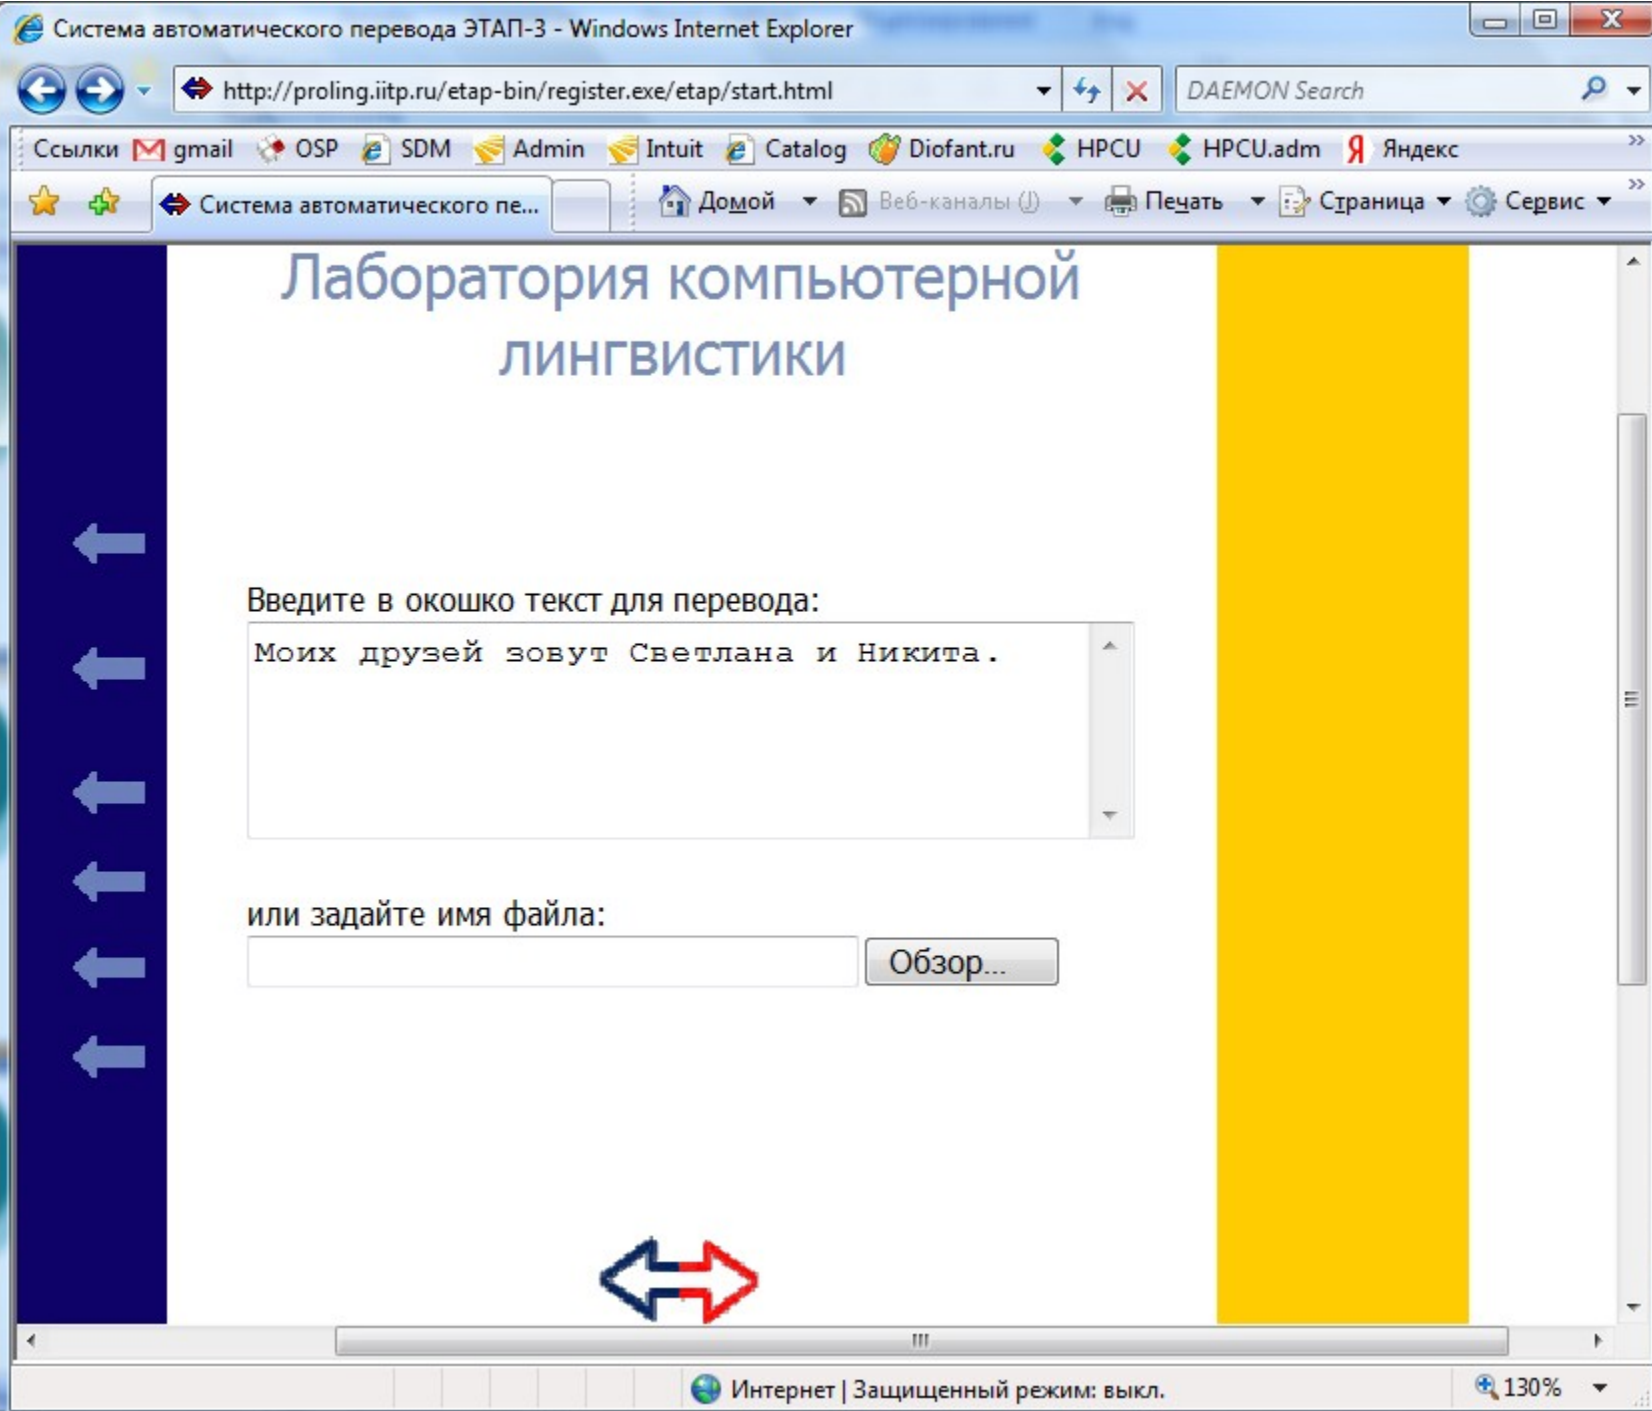 Система автоматического перевода ЭТАП-3 - Windows Internet Explorer
http://proling.iitp.ru/etap-bin/register.exe/etap/start.html DAEMON Search
Ссылки gmail OSP SDM Admin Intuit Catalog Diofant.ru HPCU HPCU.adm Яндекс
Система автоматического пе... Домой Веб-каналы (J) Печать Страница Сервис
Лаборатория компьютерной
лингвистики
Введите в окошко текст для перевода:
Моих друзей зовут Светлана и Никита.
или задайте имя файла:
Обзор...
Интернет | Защищенный режим: выкл. 130%